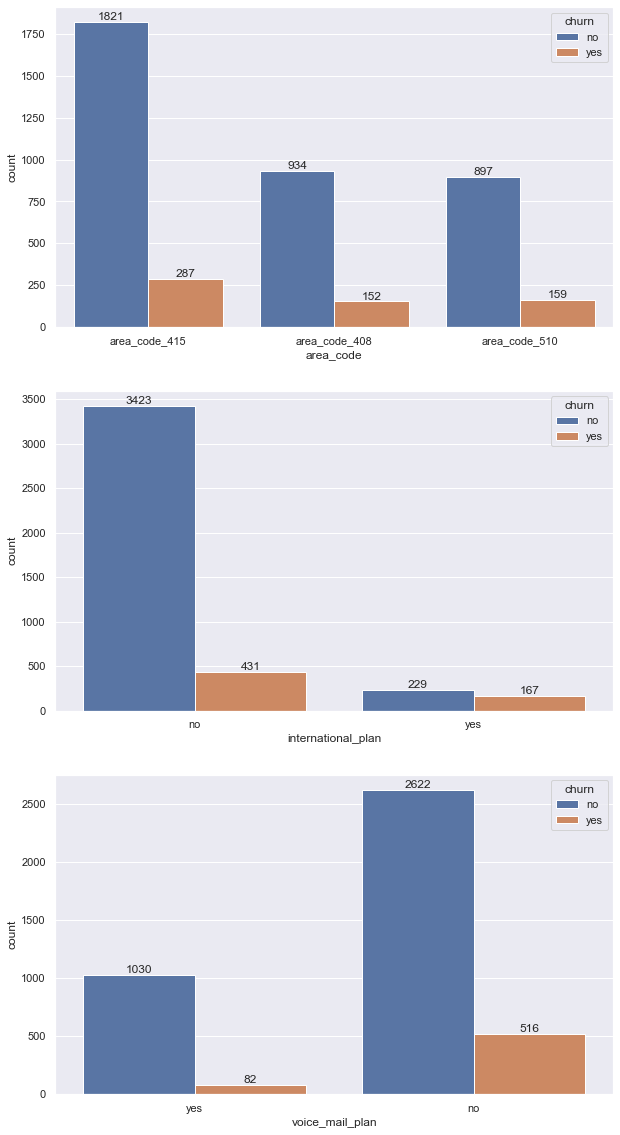 1821
1750
1500
1250
1000
750
500
250
0
count
churn
no
yes
287
934
152
897
159
area_code_415
area_code_408
area_code_510
area_code
3500
3000
2500
2000
1500
1000
500
0
count
3423
churn
no
yes
431
229
167
no
yes
international_plan
2500
2000
1500
1000
500
0
count
2622
churn
no
yes
1030
82
516
yes
no
voice_mail_plan